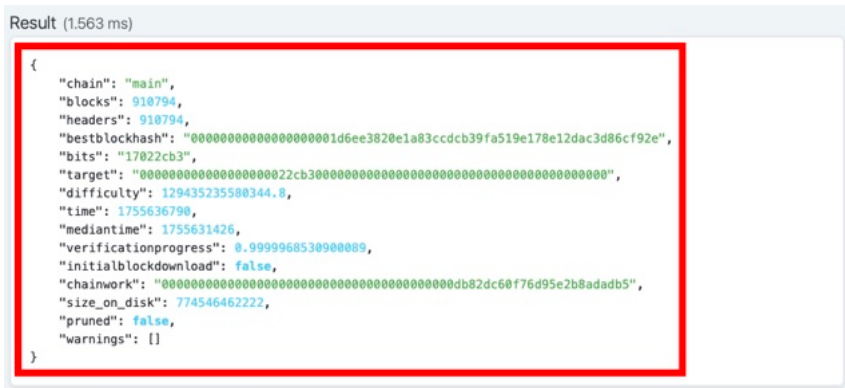 Result (1.563 ms)
{
"chain": "main",
"blocks": 910794,
"headers": 910794,
"bestblockhash": "00000000000000000001d6ee3820e1a83ccdcb39fa519e178e12dac3d86cf92e",
"bits": "17022cb3",
"target": "000000000000000000022cb30000000000000000000000000000000000000000",
"difficulty": 129435235580344.8,
"time": 1755636790,
"mediantime": 1755631426,
"verificationprogress": 0.9999968530900089,
"initialblockdownload": false,
"chainwork": "0000000000000000000000000000000000000000db82dc60f76d95e2b8adadb5",
"size_on_disk": 774546462222,
"pruned": false,
"warnings": []
}